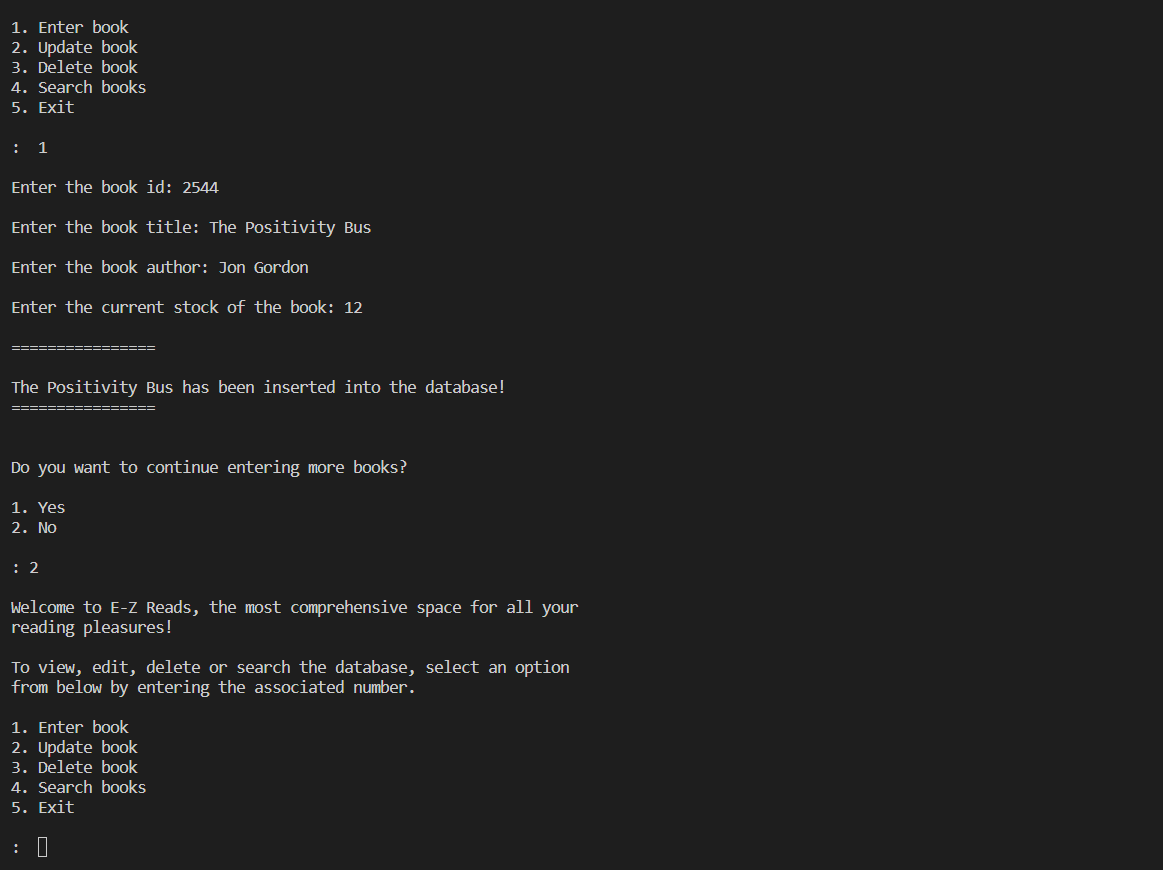 1. Enter book
2. Update book
3. Delete book
4. Search books
5. Exit
:  1
Enter the book id: 2544
Enter the book title: The Positivity Bus
Enter the book author: Jon Gordon
Enter the current stock of the book: 12
================
The Positivity Bus has been inserted into the database!
================
Do you want to continue entering more books?
1. Yes
2. No
: 2
Welcome to E-Z Reads, the most comprehensive space for all your
reading pleasures!
To view, edit, delete or search the database, select an option
from below by entering the associated number.
1. Enter book
2. Update book
3. Delete book
4. Search books
5. Exit
: